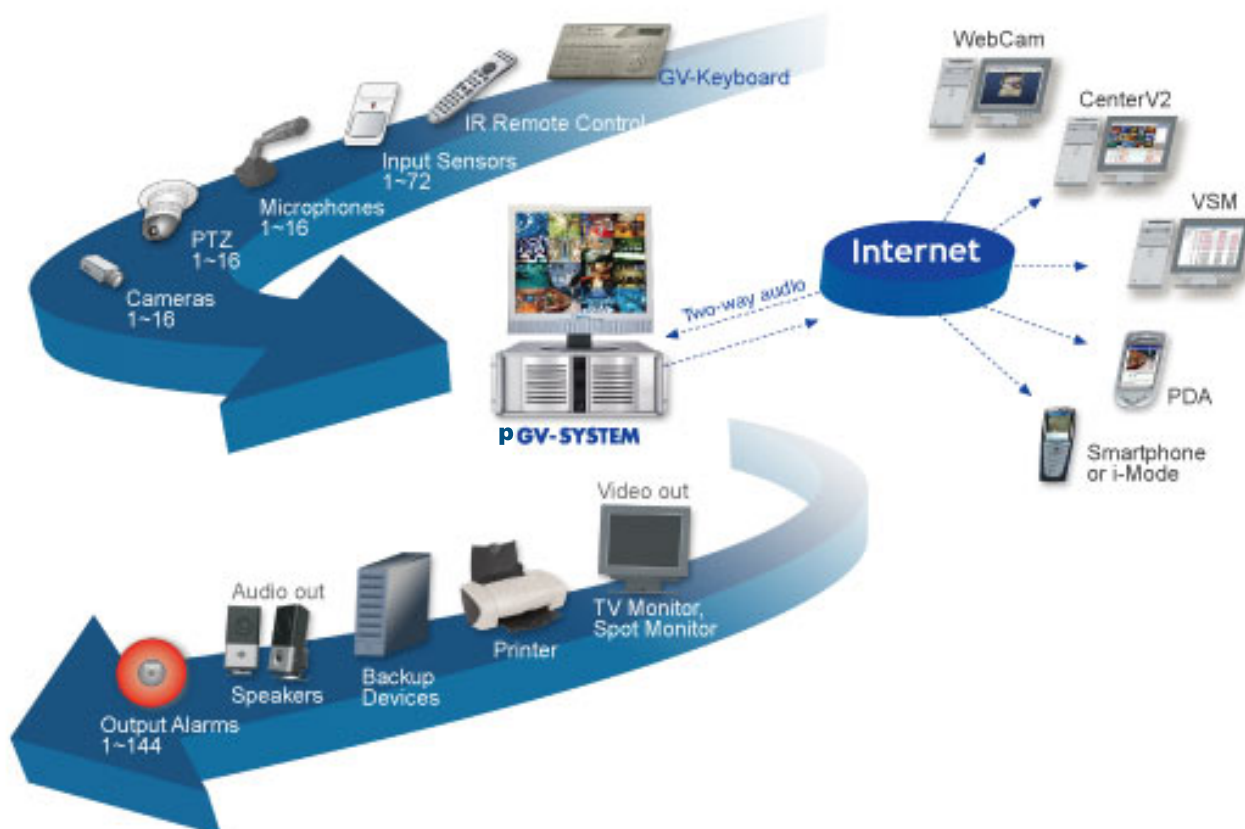 GV-Keyboard
IR Remote Control
Input Sensors
1~72
Microphones
1~16
PTZ
1~16
Cameras
1~16
WebCam
CenterV2
VSM
Internet
Two-way audio
PDA
Smartphone
or i-Mode
pGV-SYSTEM
Video out
TV Monitor,
Spot Monitor
Printer
Backup
Devices
Audio out
Speakers
Output Alarms
1~144